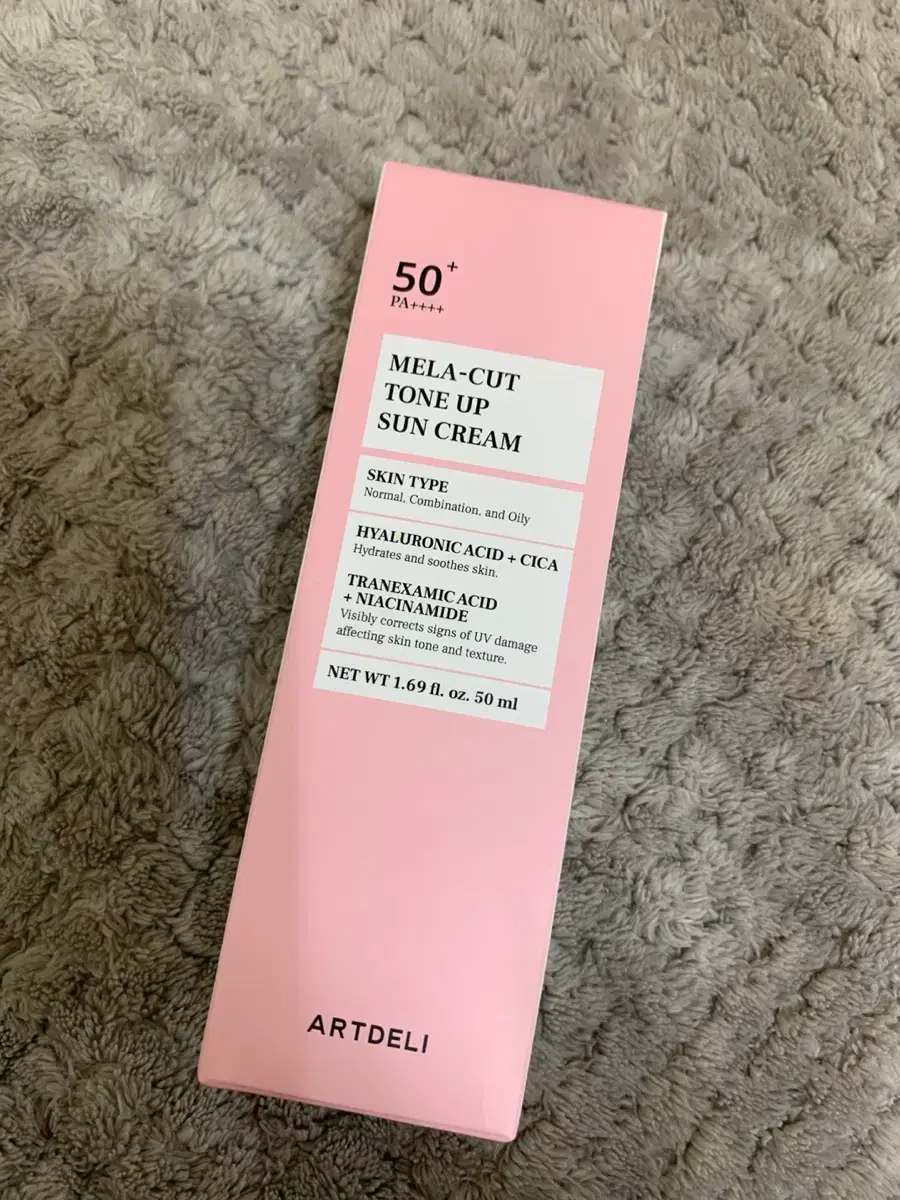 50+
PA++++
MELA-CUT
TONE UP
SUN CREAM
SKIN TYPE
Normal, Combination, and Oily
HYALURONIC ACID + CICA
Hydrates and soothes skin.
TRANEXAMIC ACID
+ NIACINAMIDE
Visibly corrects signs of UV damage
affecting skin tone and texture.
NET WT 1.69 fl. oz. 50 ml
ARTDELI